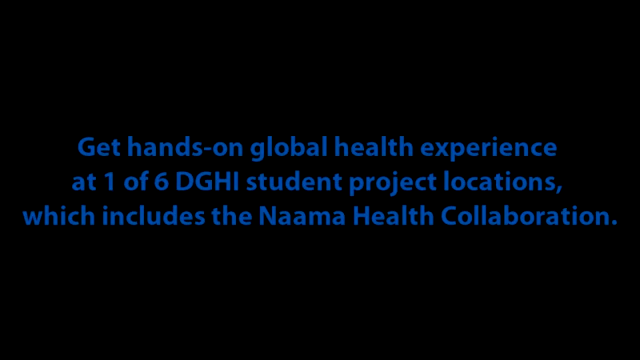 Get hands-on global health experience
at 1 of 6 DGHI student project locations,
which includes the Naama Health Collaboration.